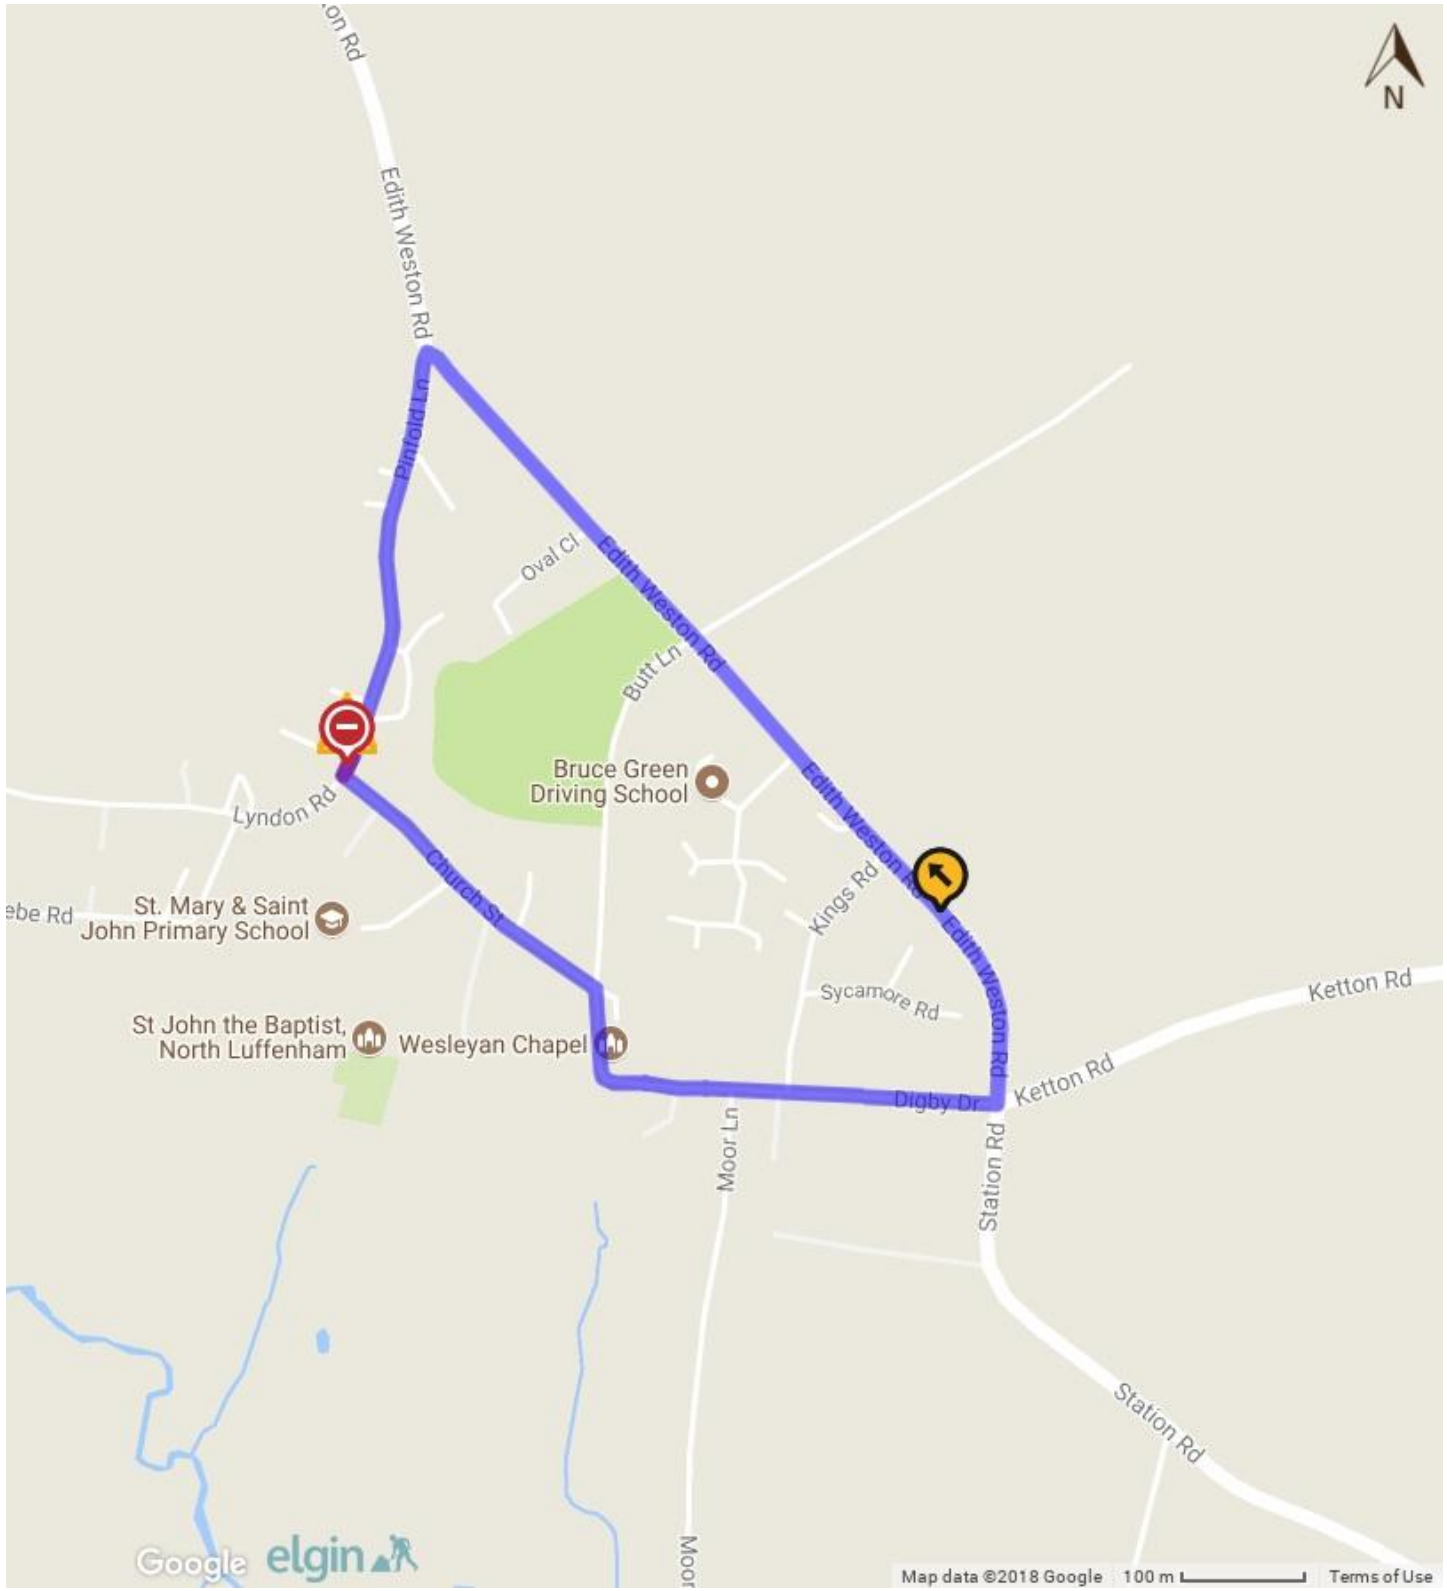 on Rd
N
Edith Weston Rd
Pinfold Ln
Oval Cl
Edith Weston Rd
Butt Ln
Bruce Green
Driving School
Edith Weston Rd
Lyndon Rd
Church St
Kings Rd
St. Mary & Saint
John Primary School
ebe Rd
Edith Weston Rd
Sycamore Rd
Ketton Rd
St John the Baptist,
North Luffenham
Wesleyan Chapel
Ketton Rd
Digby Dr
Moor Ln
Station Rd
Station Rd
Moor
Google
elgin
Map data ©2018 Google
100 m
Terms of Use